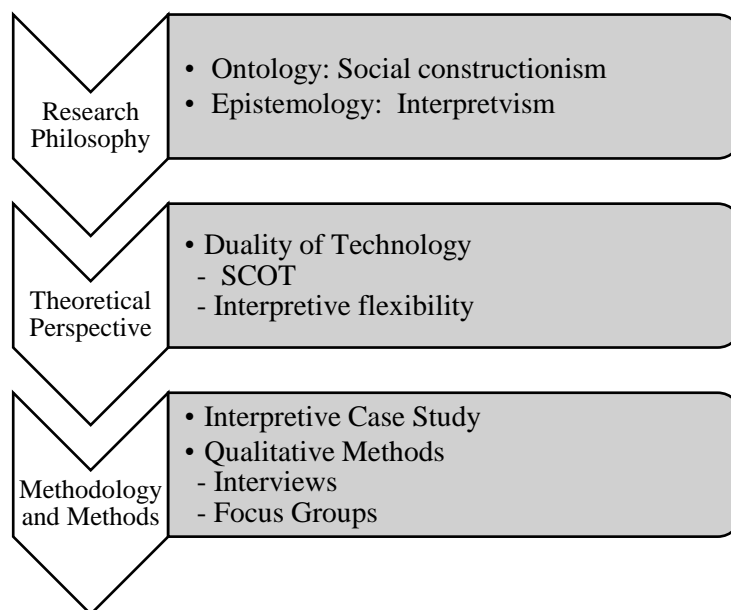 Research
Philosophy
• Ontology: Social constructionism
• Epistemology: Interpretvism
Theoretical
Perspective
• Duality of Technology
- SCOT
- Interpretive flexibility
Methodology
and Methods
• Interpretive Case Study
• Qualitative Methods
- Interviews
- Focus Groups